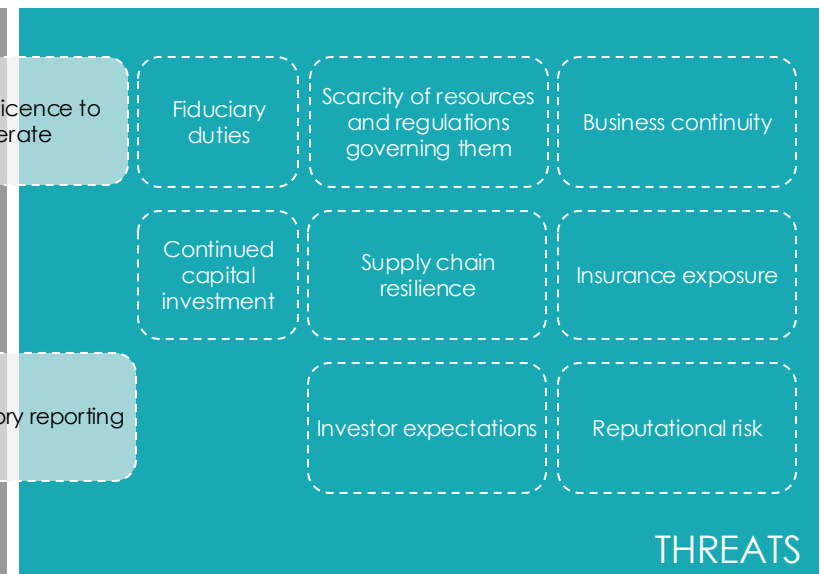 icence to
erate
Fiduciary
duties
Scarcity of resources
and regulations
governing them
Business continuity
Continued
capital
investment
Supply chain
resilience
Insurance exposure
ory reporting
Investor expectations
Reputational risk
THREATS